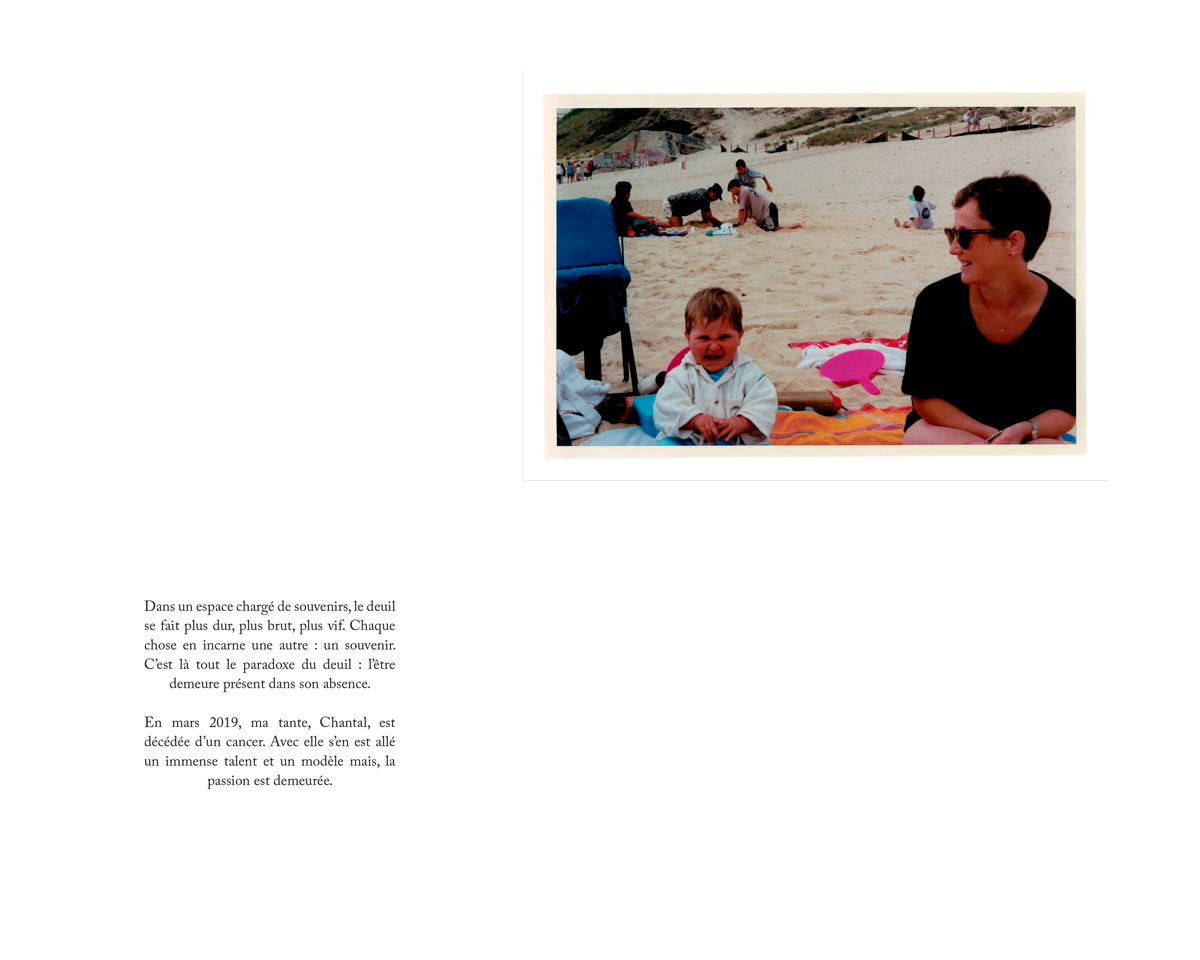 Dans un espace chargé de souvenirs, le deuil
se fait plus dur, plus brut, plus vif. Chaque
chose en incarne une autre : un souvenir.
C’est là tout le paradoxe du deuil : l’être
demeure présent dans son absence.
En mars 2019, ma tante, Chantal, est
décédée d’un cancer. Avec elle s’en est allé
un immense talent et un modèle mais, la
passion est demeurée.